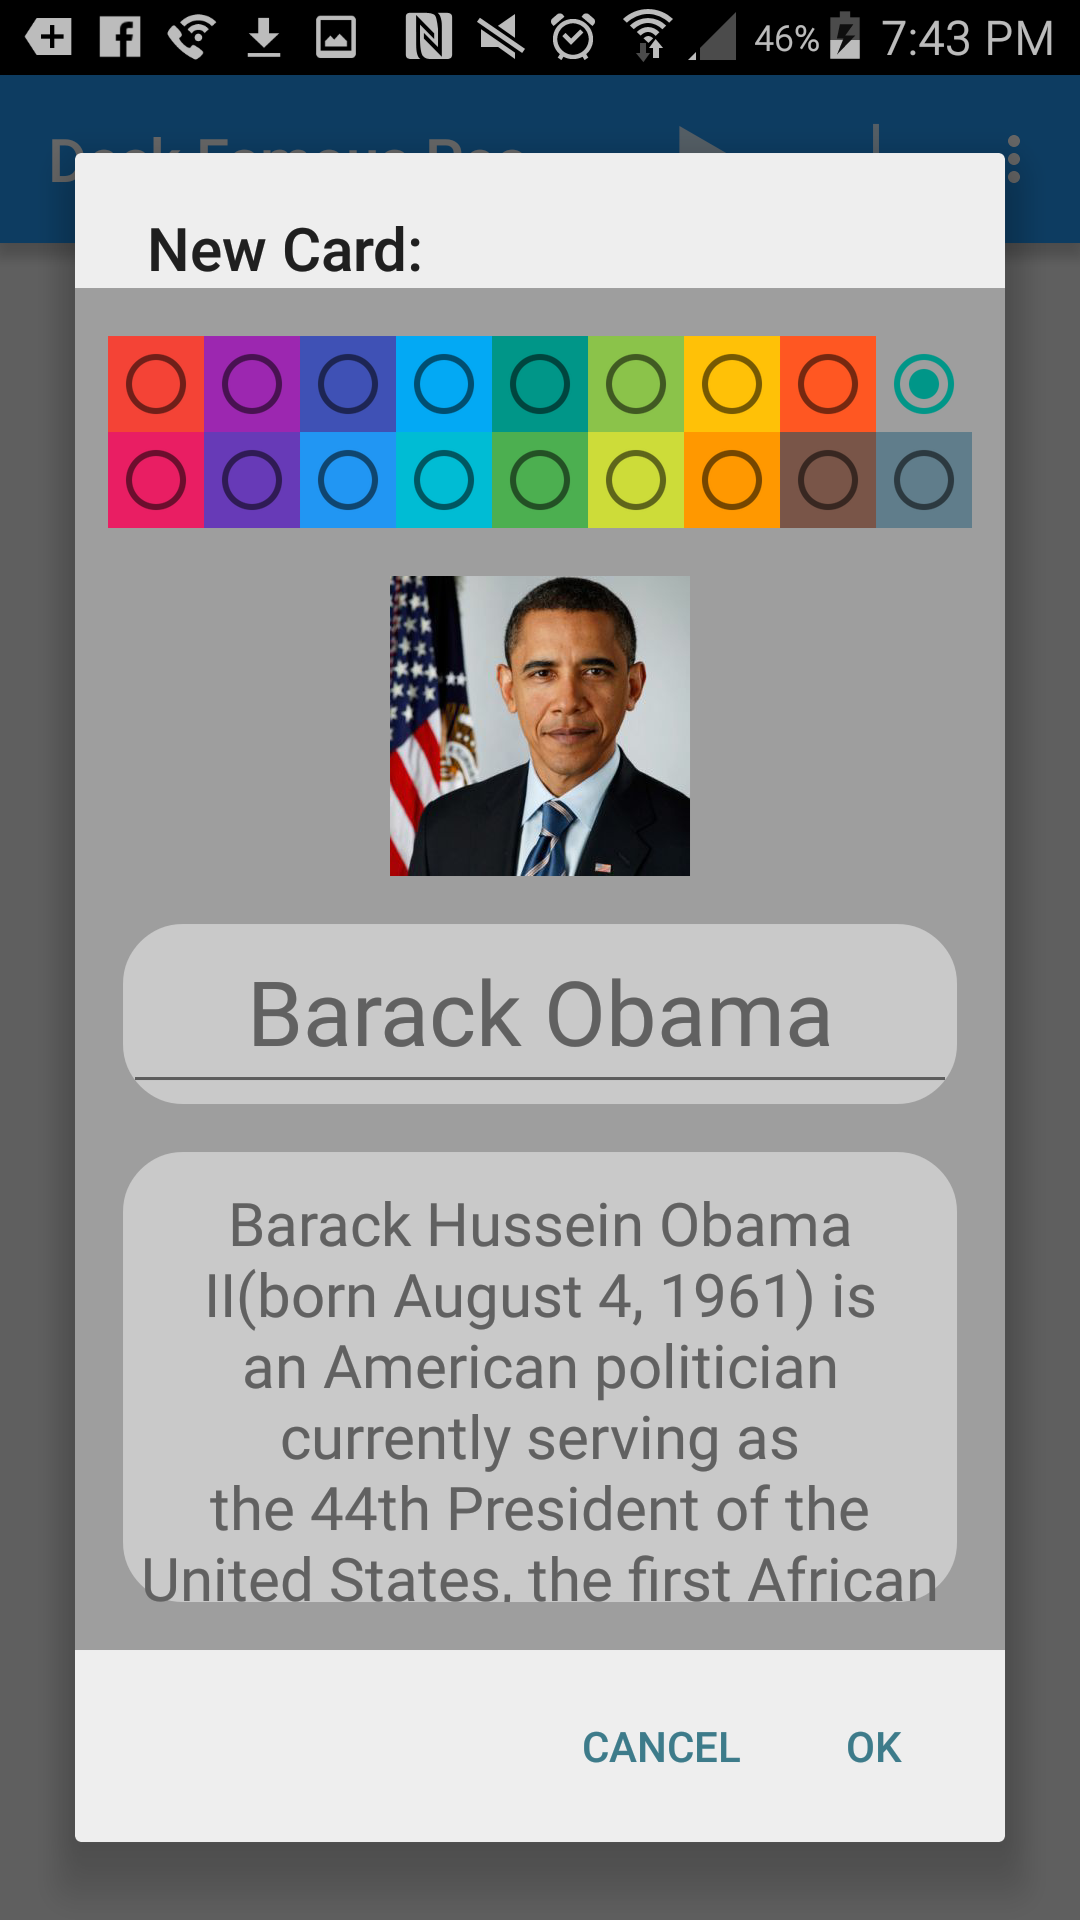 46% 7:43 PM
New Card:
Barack Obama
Barack Hussein Obama
II(born August 4, 1961) is
an American politician
currently serving as
the 44th President of the
United States, the first African
CANCEL OK